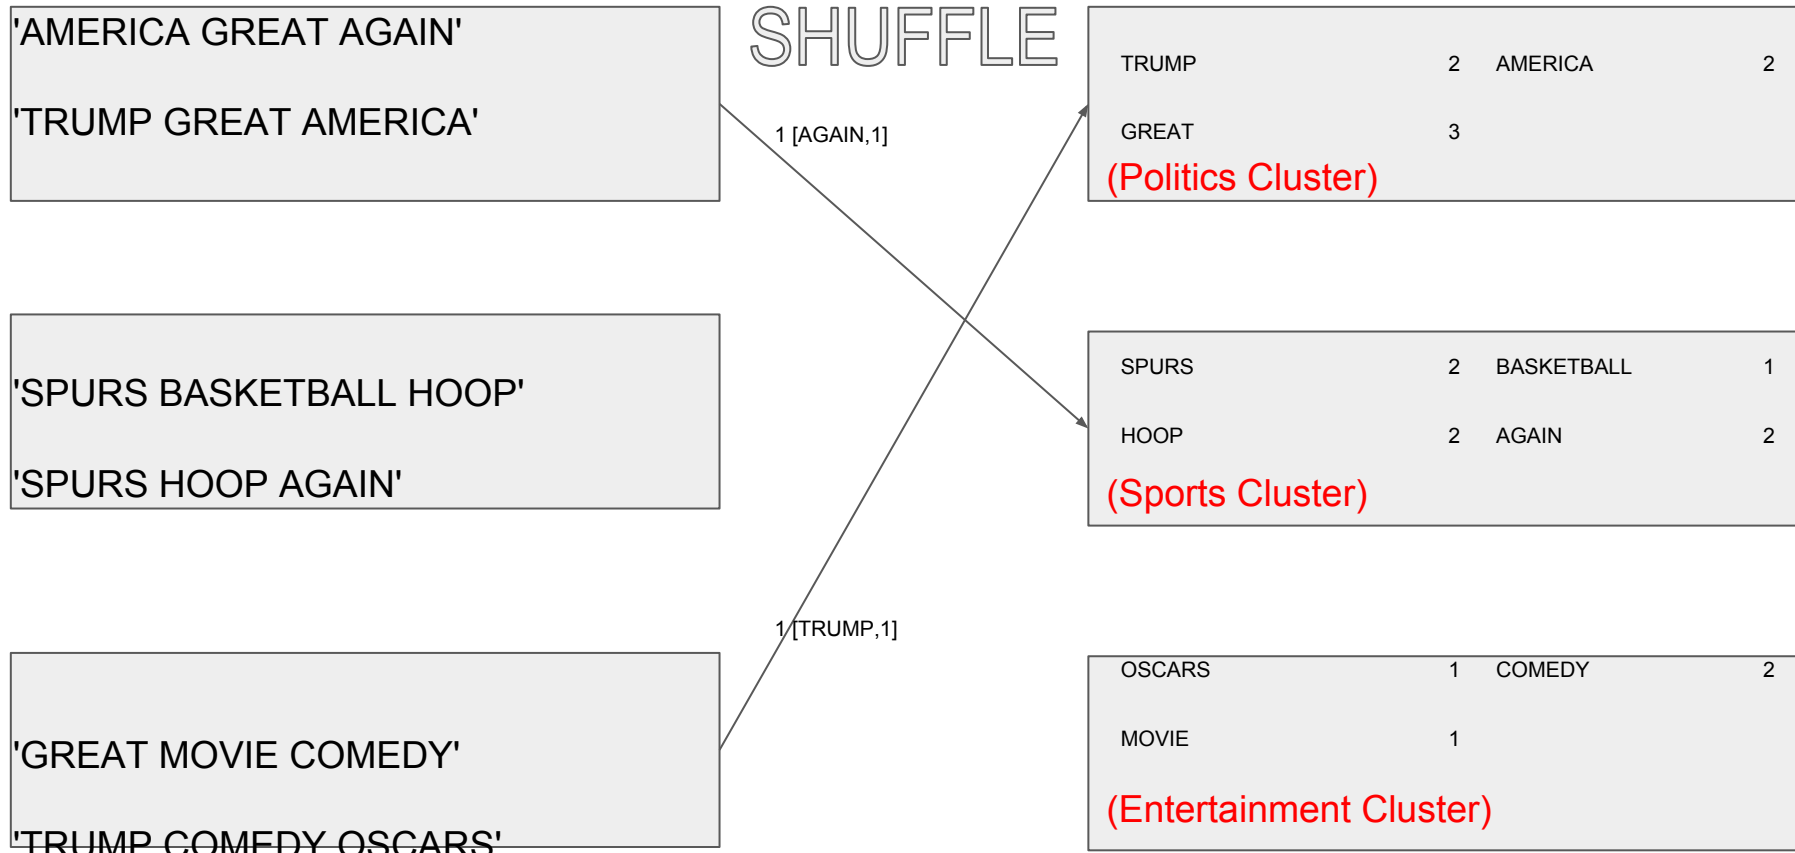 'AMERICA GREAT AGAIN'
'TRUMP GREAT AMERICA'
SHUFFLE
1 [AGAIN,1]
TRUMP 2 AMERICA 2
GREAT 3
(Politics Cluster)
'SPURS BASKETBALL HOOP'
'SPURS HOOP AGAIN'
SPURS 2 BASKETBALL 1
HOOP 2 AGAIN 2
(Sports Cluster)
1 [TRUMP,1]
'GREAT MOVIE COMEDY'
'TRUMP COMEDY OSCARS'
OSCARS 1 COMEDY 2
MOVIE 1
(Entertainment Cluster)